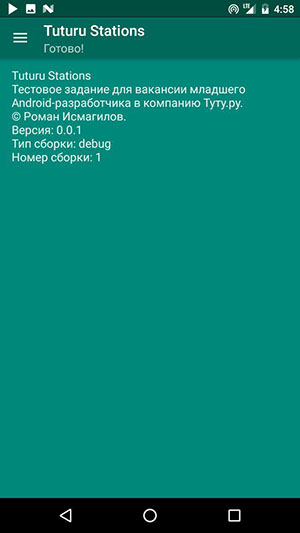 LTE 4:58
Tuturu Stations
Готово!
Tuturu Stations
Тестовое задание для вакансии младшего
Android-разработчика в компанию Туту.ру.
© Роман Исмагилов.
Версия: 0.0.1
Тип сборки: debug
Номер сборки: 1